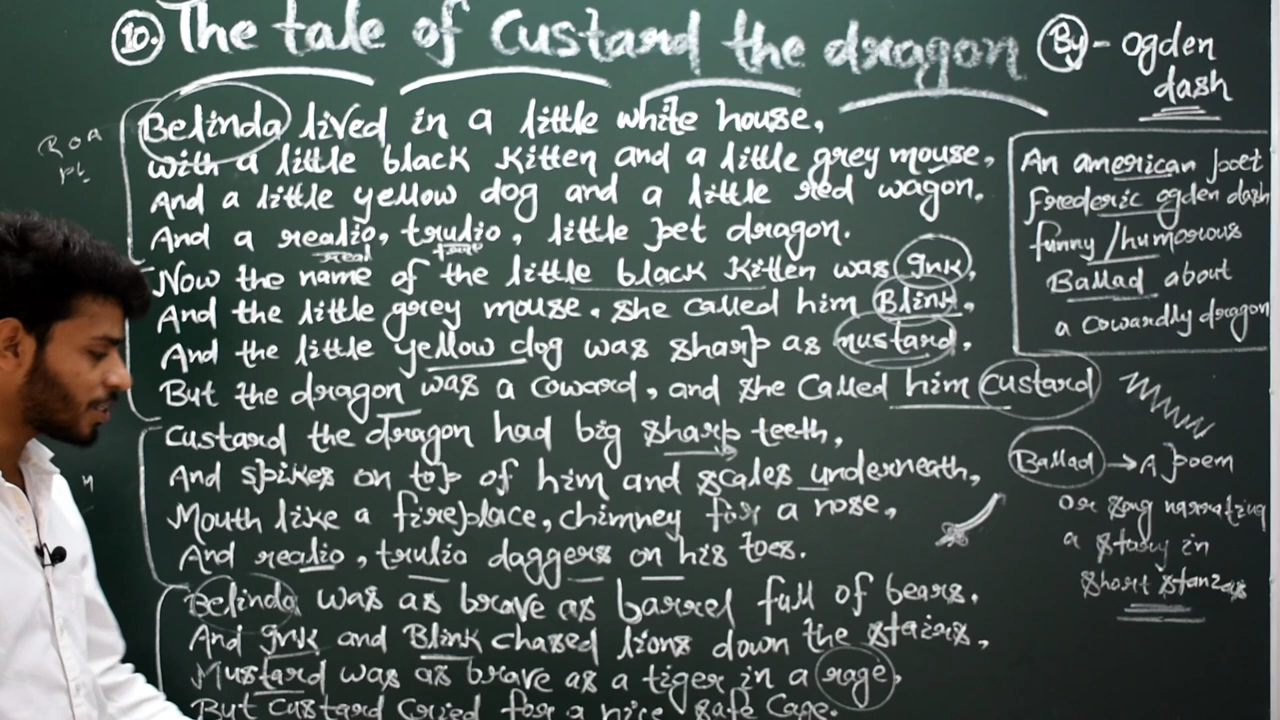 10. The tale of Custard the dragon
By - Ogden
dash
Belinda lived in a little white house,
With a little black Kitten and a little grey mouse,
And a little yellow dog and a little red wagon.
And a realio, trulio, little pet dragon.
real true
Now the name of the little black Kitten was Ink,
And the little grey mouse, she called him Blink,
And the little yellow dog was sharp as mustard,
But the dragon was a coward, and she called him Custard
Custard the dragon had big sharp teeth,
And spikes on top of him and scales underneath,
Mouth like a fireplace, chimney for a nose,
And realio, trulio daggers on his toes.
Belinda was as brave as barrel full of bears.
And Ink and Blink chased lions down the stairs,
Mustard was as brave as a tiger in a rage,
But Custard cried for a nice safe Cage.
An american poet
Frederic ogden dash
funny / humorous
Ballad about
a cowardly dragon
Ballad → A poem
or song narrating
a story in
short stanzas